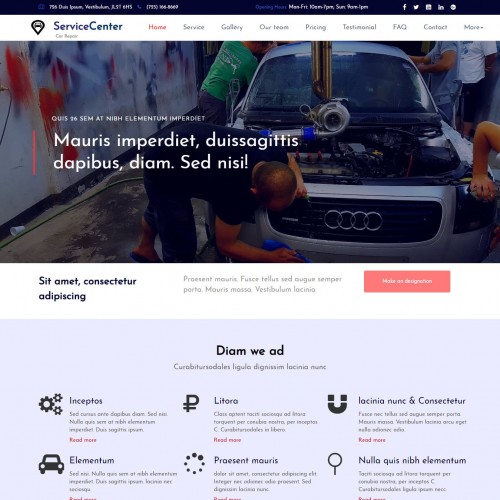 726 Duis Ipsum, Vestibulum, JLST 6HS (725) 166-8669 Opening Hours: Mon-Fri: 10am-7pm; Sun: 9am-1pm
ServiceCenter
Car Repair
Home Service Gallery Our team Pricing Testimonial FAQ Contact More
QUIS 26 SEM AT NIBH ELEMENTUM IMPERDIET
Mauris imperdiet, duissagittis
dapibus, diam. Sed nisi!
Sit amet, consectetur
adipiscing
Praesent mauris. Fusce tellus sed augue semper
porta. Mauris massa. Vestibulum lacinia
Make an designation
Diam we ad
Curabitursodales ligula dignissim lacinia nunc
Inceptos
Sed cursus ante dapibus diam. Sed nisi.
Nulla quis sem at nibh elementum
imperdiet. Duis sagittis ipsum.
Read more
Litora
Class aptent taciti sociosqu ad litora
torquent per conubia nostra, per inceptos
C. Curabitursodales in libero.
Read more
lacinia nunc & Consectetur
Fusce nec tellus sed augue semper porta.
Mauris massa. Vestibulum lacinia arcu eget
nulla odionec odio.
Read more
Elementum
Sed nisi. Nulla quis sem at nibh elementum
imperdiet. Duis sagittis ipsum. lacinia nec
sociosqu.
Read more
Praesent mauris
dolor sit amet, consectetur adipiscing elit.
Integer nec odionec odio. Praesent
Sagittis. Nulla lacinia nunc.
Read more
Nulla quis nibh elementum
Taciti sociosqu ad litora torquent per
conubia nostra, per inceptos C.
Curabitursodales ligula ipsum nesc.
Read more